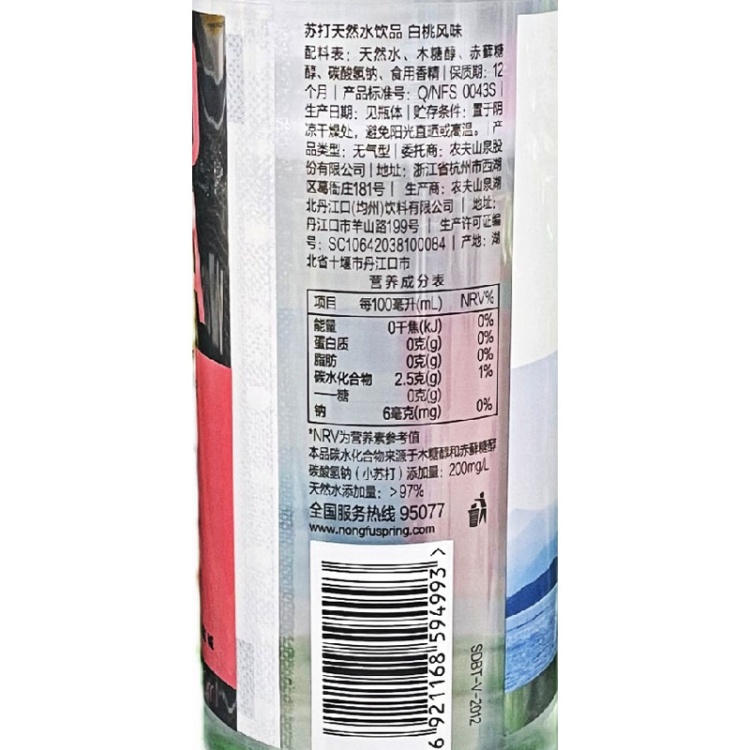 苏打天然水饮品 白桃风味
配料表：天然水、木糖醇、赤藓糖
醇、碳酸氢钠、食用香精 | 保质期：12
个月 | 产品标准号：Q/NFS 0043S |
生产日期：见瓶体 | 贮存条件：置于阴
凉干燥处，避免阳光直晒或高温。 | 产
品类型：无气型 | 委托商：农夫山泉股
份有限公司 | 地址：浙江省杭州市西湖
区葛衙庄181号 | 生产商：农夫山泉湖
北丹江口(均州)饮料有限公司 | 地址：
丹江口市羊山路199号 | 生产许可证编
号：SC10642038100084 | 产地：湖
北省十堰市丹江口市
营养成分表
项目 每100毫升(mL) NRV%
能量 0千焦(kJ) 0%
蛋白质 0克(g) 0%
脂肪 0克(g) 0%
碳水化合物 2.5克(g) 1%
——糖 0克(g)
钠 6毫克(mg) 0%
*NRV为营养素参考值
本品碳水化合物来源于木糖醇和赤藓糖醇
碳酸氢钠（小苏打）添加量：200mg/L
天然水添加量：>97%
全国服务热线 95077
www.nongfuspring.com
6 921168 594993 >
SDBT-V-2012